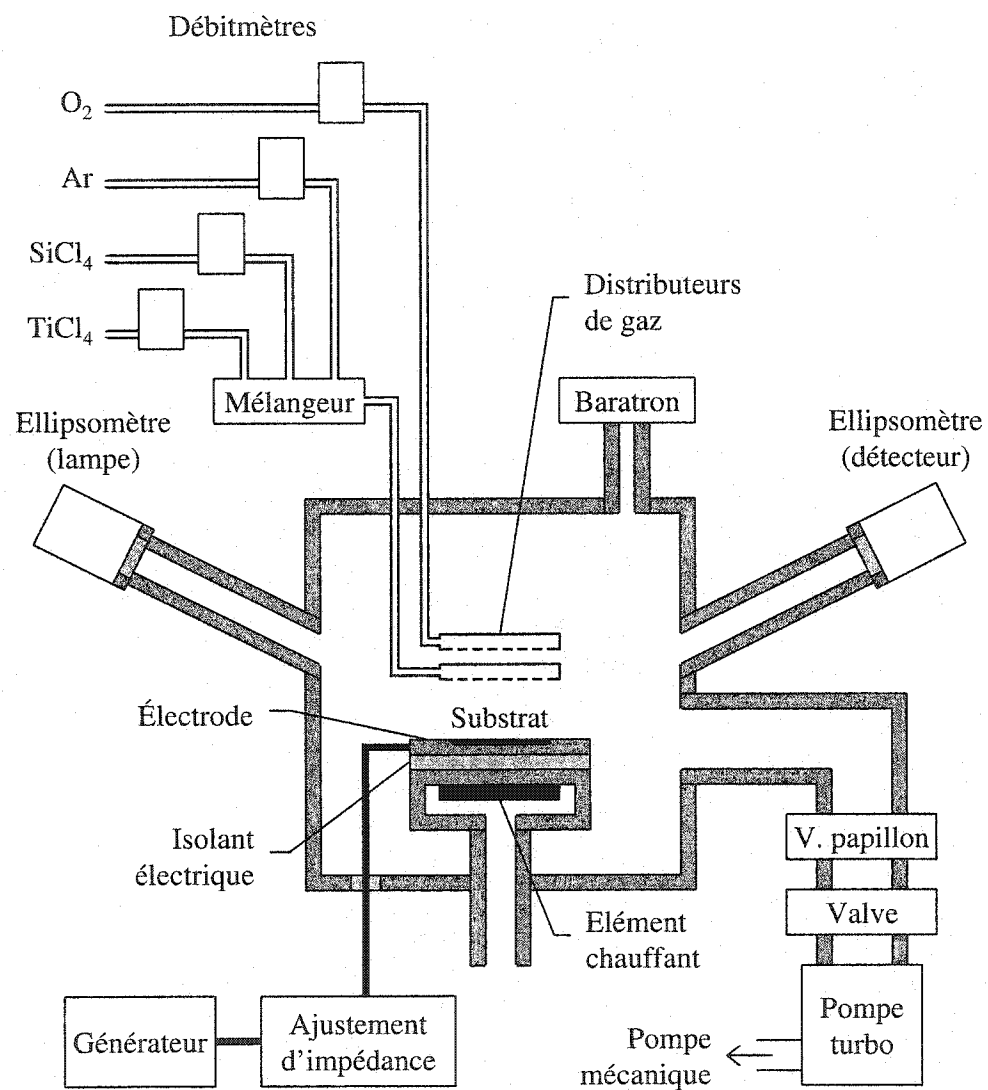 Débitmètres
O₂
Ar
SiCl₄
TiCl₄
Mélangeur
Distributeurs
de gaz
Baratron
Ellipsomètre
(lampe)
Ellipsomètre
(détecteur)
Électrode
Substrat
Isolant
électrique
Elément
chauffant
V. papillon
Valve
Pompe
turbo
Pompe
mécanique
Générateur
Ajustement
d'impédance